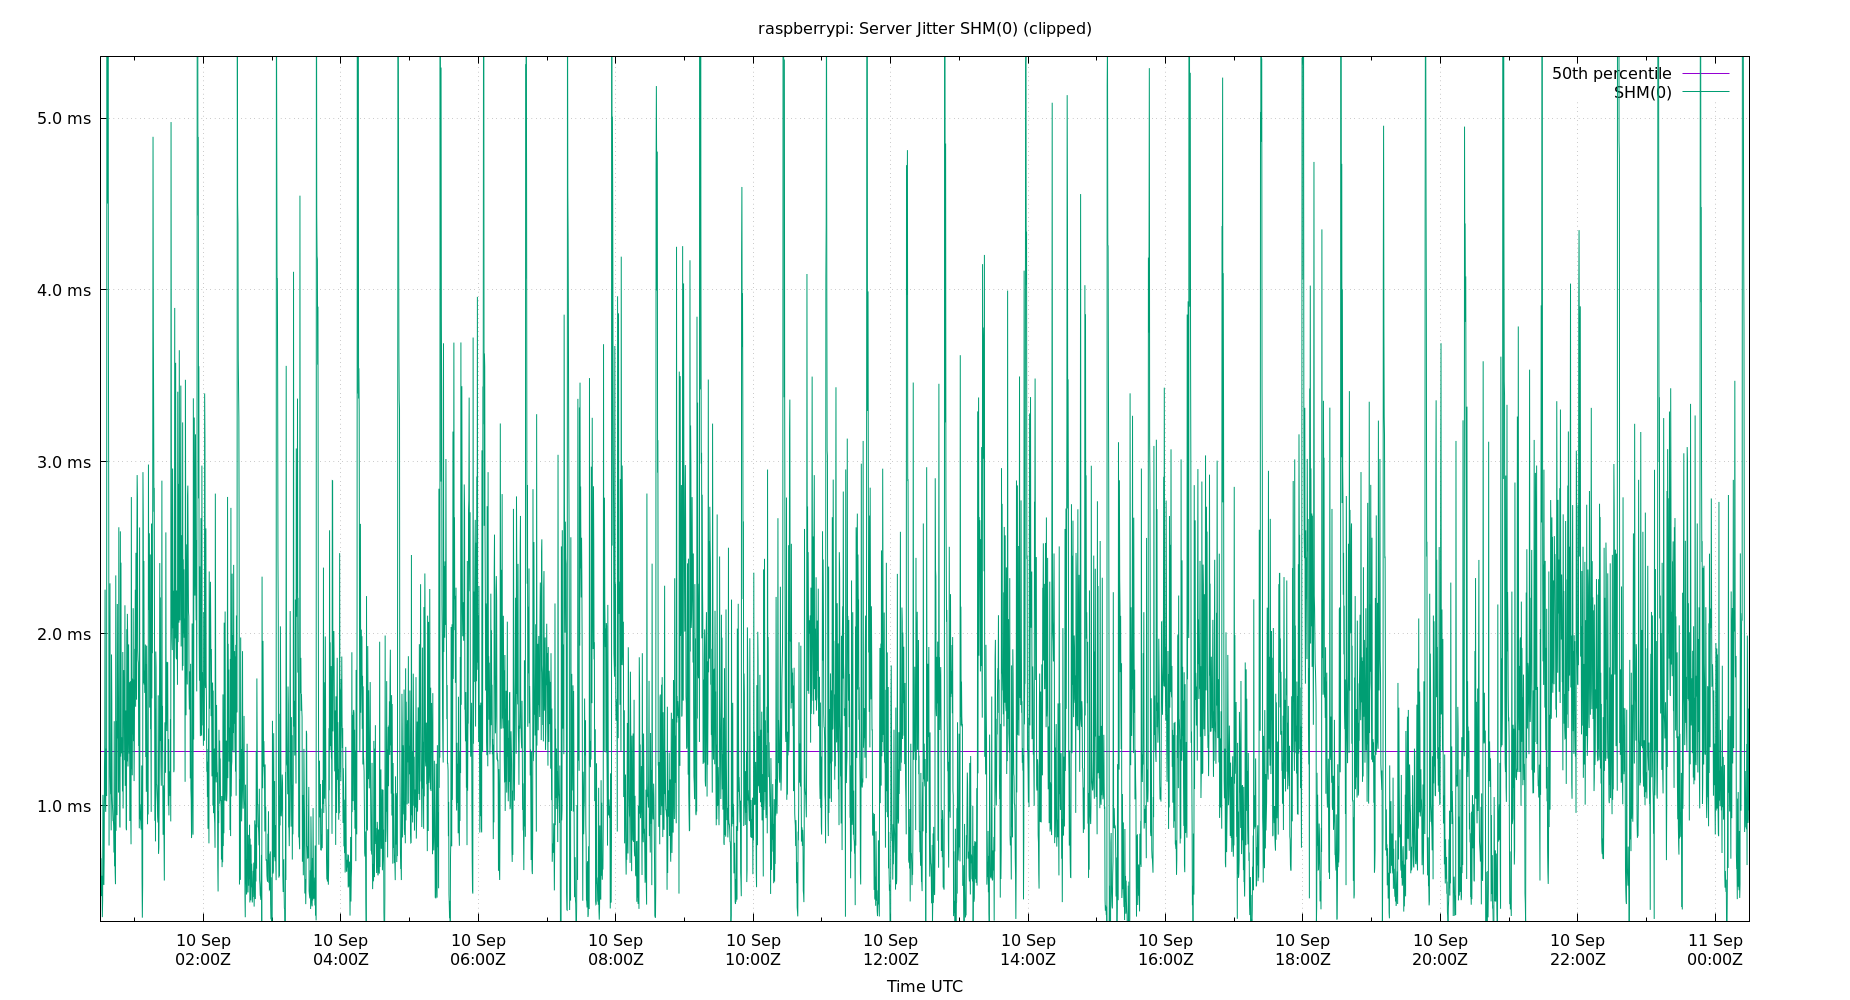 raspberrypi: Server Jitter SHM(0) (clipped)
50th percentile
SHM(0)
5.0 ms
4.0 ms
3.0 ms
2.0 ms
1.0 ms
10 Sep 10 Sep 10 Sep 10 Sep 10 Sep 10 Sep 10 Sep 10 Sep 10 Sep 10 Sep 10 Sep 11 Sep
02:00Z 04:00Z 06:00Z 08:00Z 10:00Z 12:00Z 14:00Z 16:00Z 18:00Z 20:00Z 22:00Z 00:00Z
Time UTC